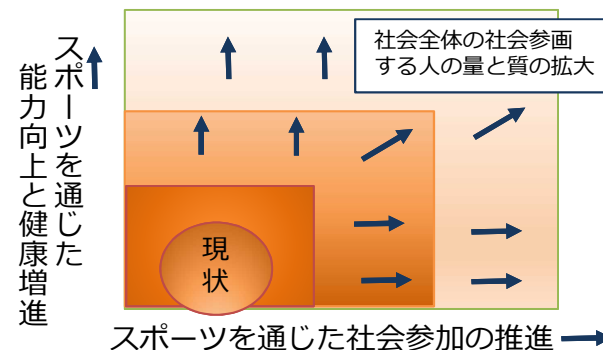 スポーツを通じた
能力向上と健康増進
社会全体の社会参画
する人の量と質の拡大
現
状
スポーツを通じた社会参加の推進